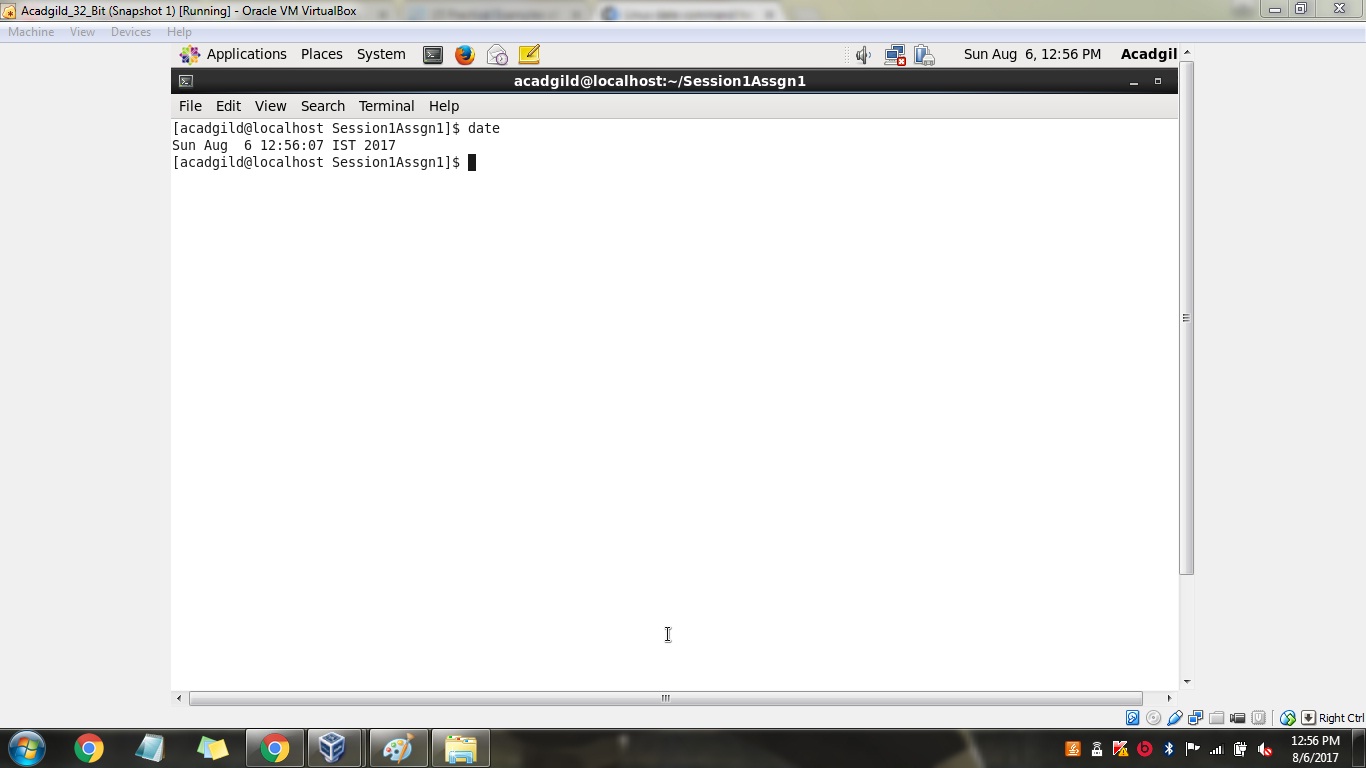 Acadgild_32_Bit (Snapshot 1) [Running] - Oracle VM VirtualBox
Machine View Devices Help
Applications Places System Sun Aug 6, 12:56 PM Acadgil
acadgild@localhost:~/Session1Assgn1
File Edit View Search Terminal Help
[acadgild@localhost Session1Assgn1]$ date
Sun Aug  6 12:56:07 IST 2017
[acadgild@localhost Session1Assgn1]$
Right Ctrl
12:56 PM
8/6/2017